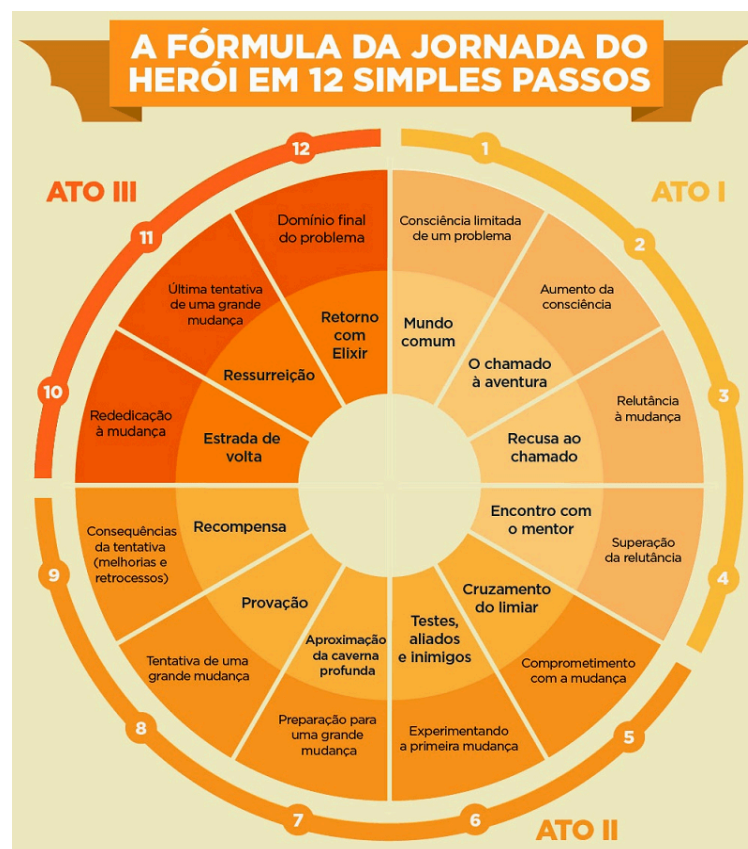 A FÓRMULA DA JORNADA DO
HERÓI EM 12 SIMPLES PASSOS
ATO I
1
Consciência limitada
de um problema
Mundo
comum
2
Aumento da
consciência
O chamado
à aventura
3
Relutância
à mudança
Recusa ao
chamado
4
Superação
da relutância
Encontro com
o mentor
ATO II
5
Comprometimento
com a mudança
Cruzamento
do limiar
6
Experimentando
a primeira mudança
Testes,
aliados
e inimigos
7
Preparação para
uma grande
mudança
Aproximação
da caverna
profunda
8
Tentativa de uma
grande mudança
Provação
9
Consequências
da tentativa
(melhorias e
retrocessos)
Recompensa
ATO III
10
Rededicação
à mudança
Estrada de
volta
11
Última tentativa
de uma grande
mudança
Ressurreição
12
Domínio final
do problema
Retorno
com
Elixir